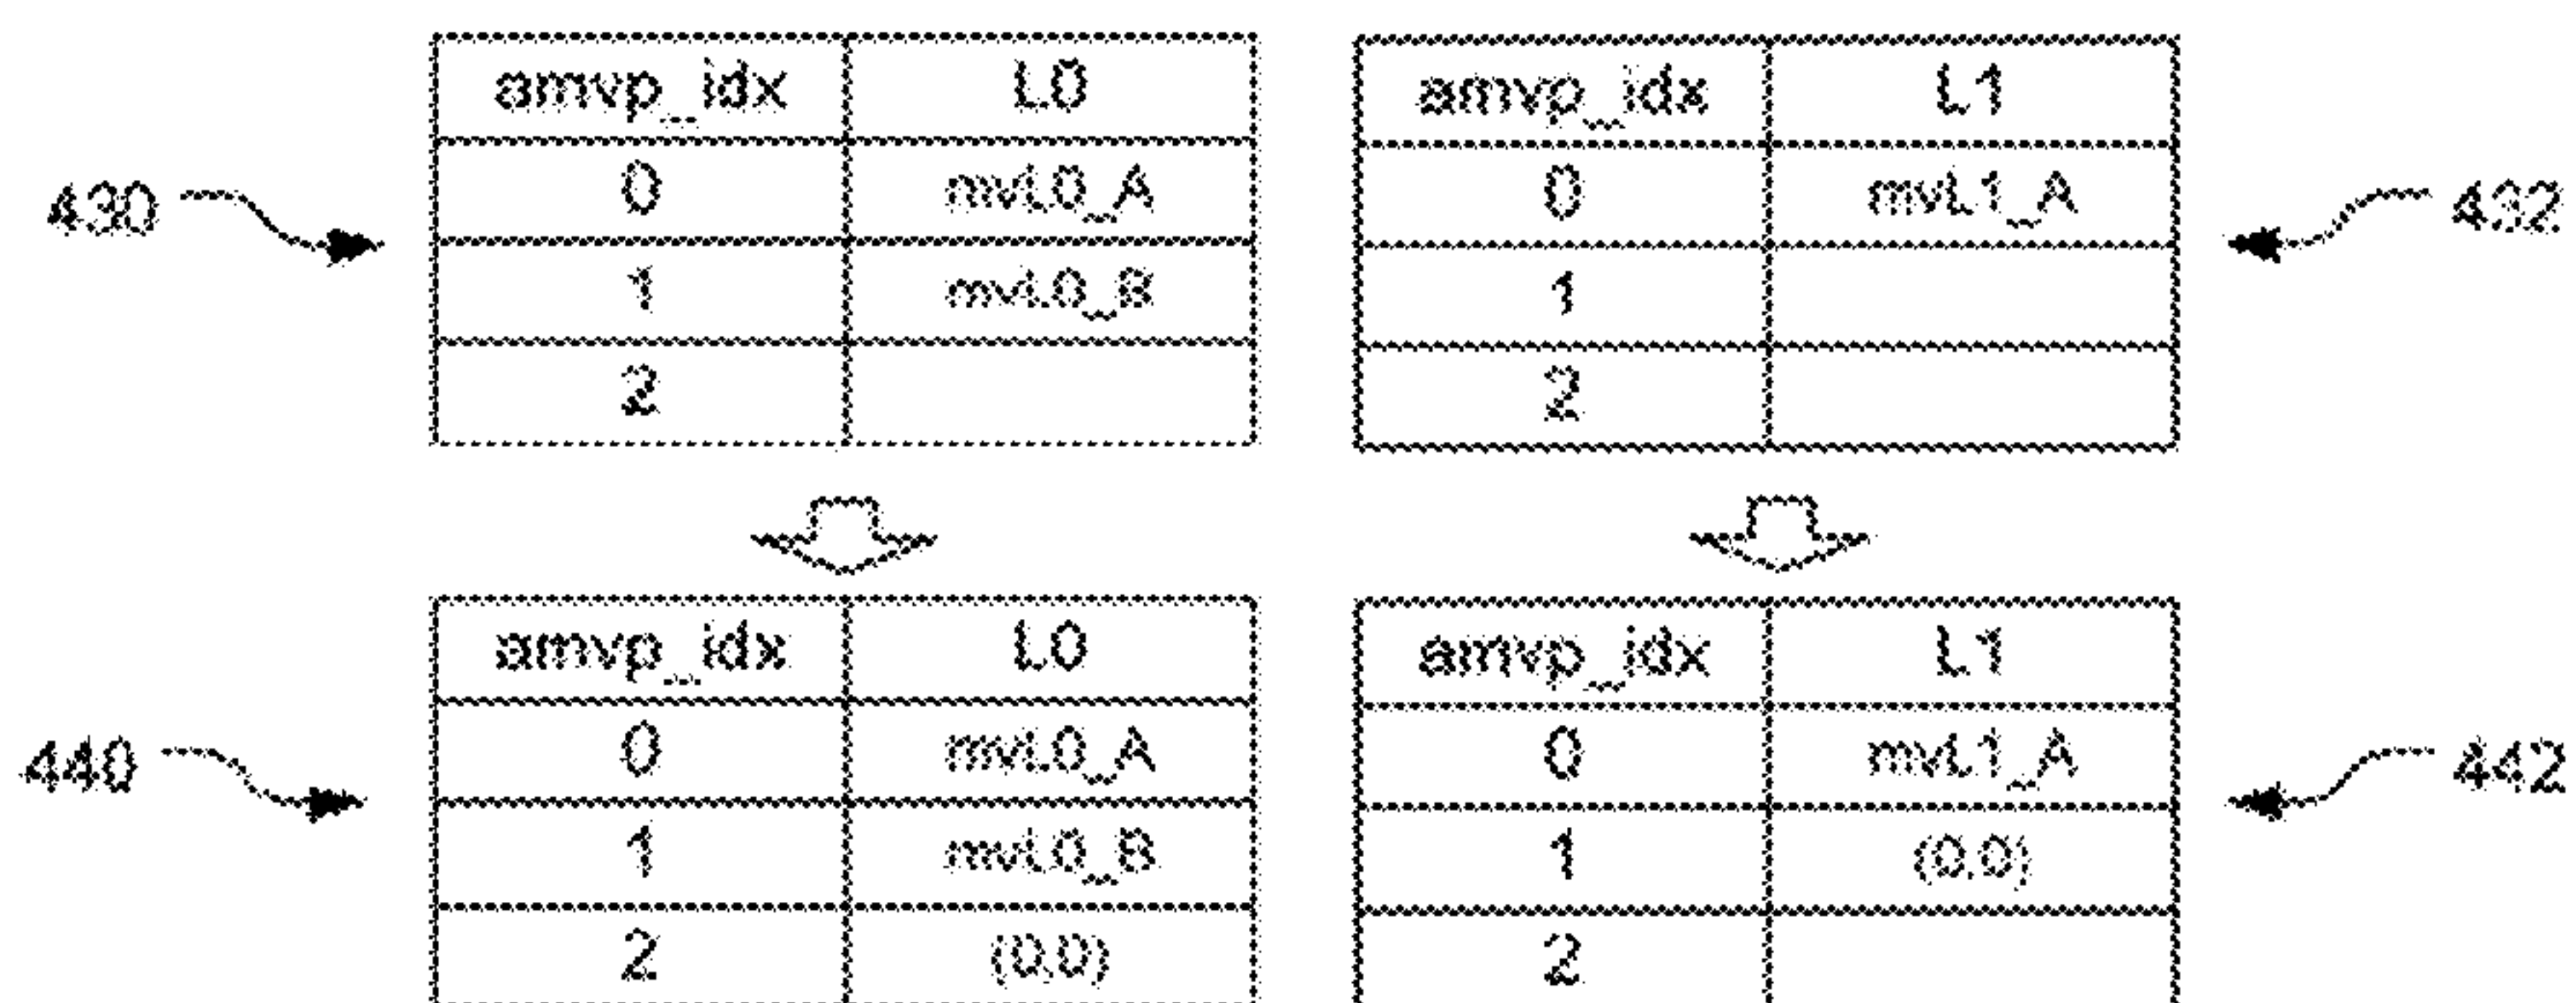 amvp_idx L0 amvp_idx L1
0 mvL0_A 0 mvL1_A
430 432
1 mvL0_B 1
2 2
amvp_idx L0 amvp_idx L1
0 mvL0_A 0 mvL1_A
440 442
1 mvL0_B 1 (0.0)
2 (0.0) 2